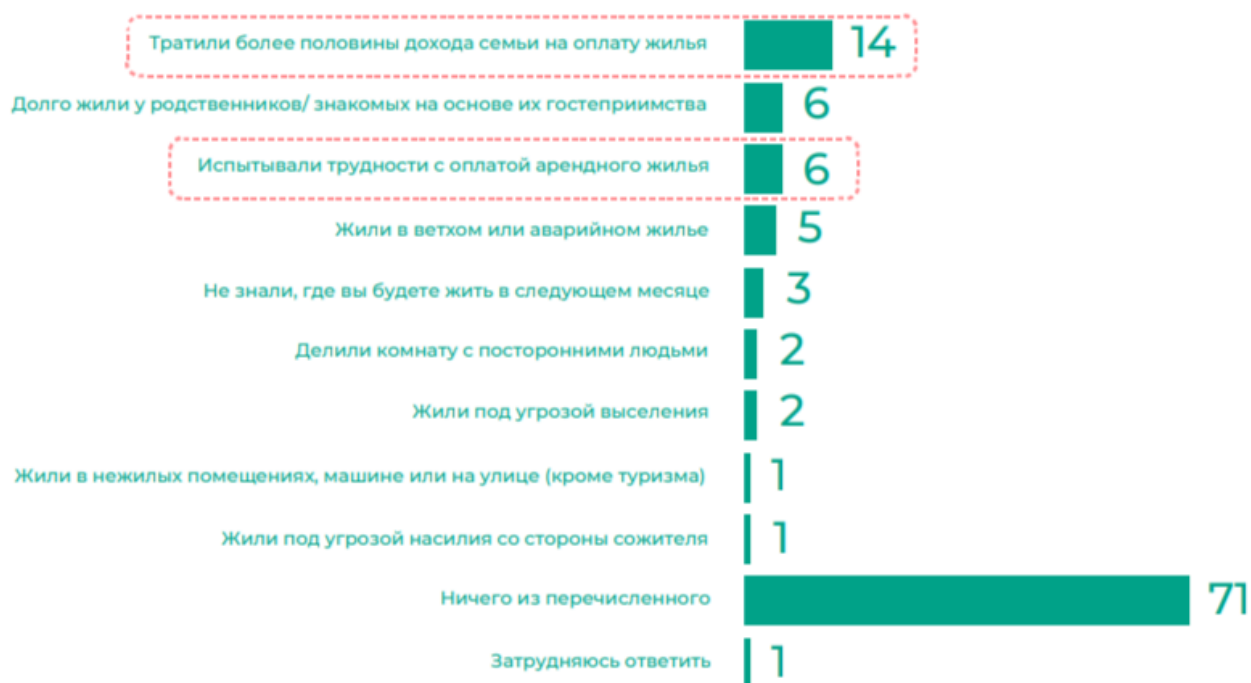 Тратили более половины дохода семьи на оплату жилья 14
Долго жили у родственников/ знакомых на основе их гостеприимства 6
Испытывали трудности с оплатой арендного жилья 6
Жили в ветхом или аварийном жилье 5
Не знали, где вы будете жить в следующем месяце 3
Делили комнату с посторонними людьми 2
Жили под угрозой выселения 2
Жили в нежилых помещениях, машине или на улице (кроме туризма) 1
Жили под угрозой насилия со стороны сожителя 1
Ничего из перечисленного 71
Затрудняюсь ответить 1